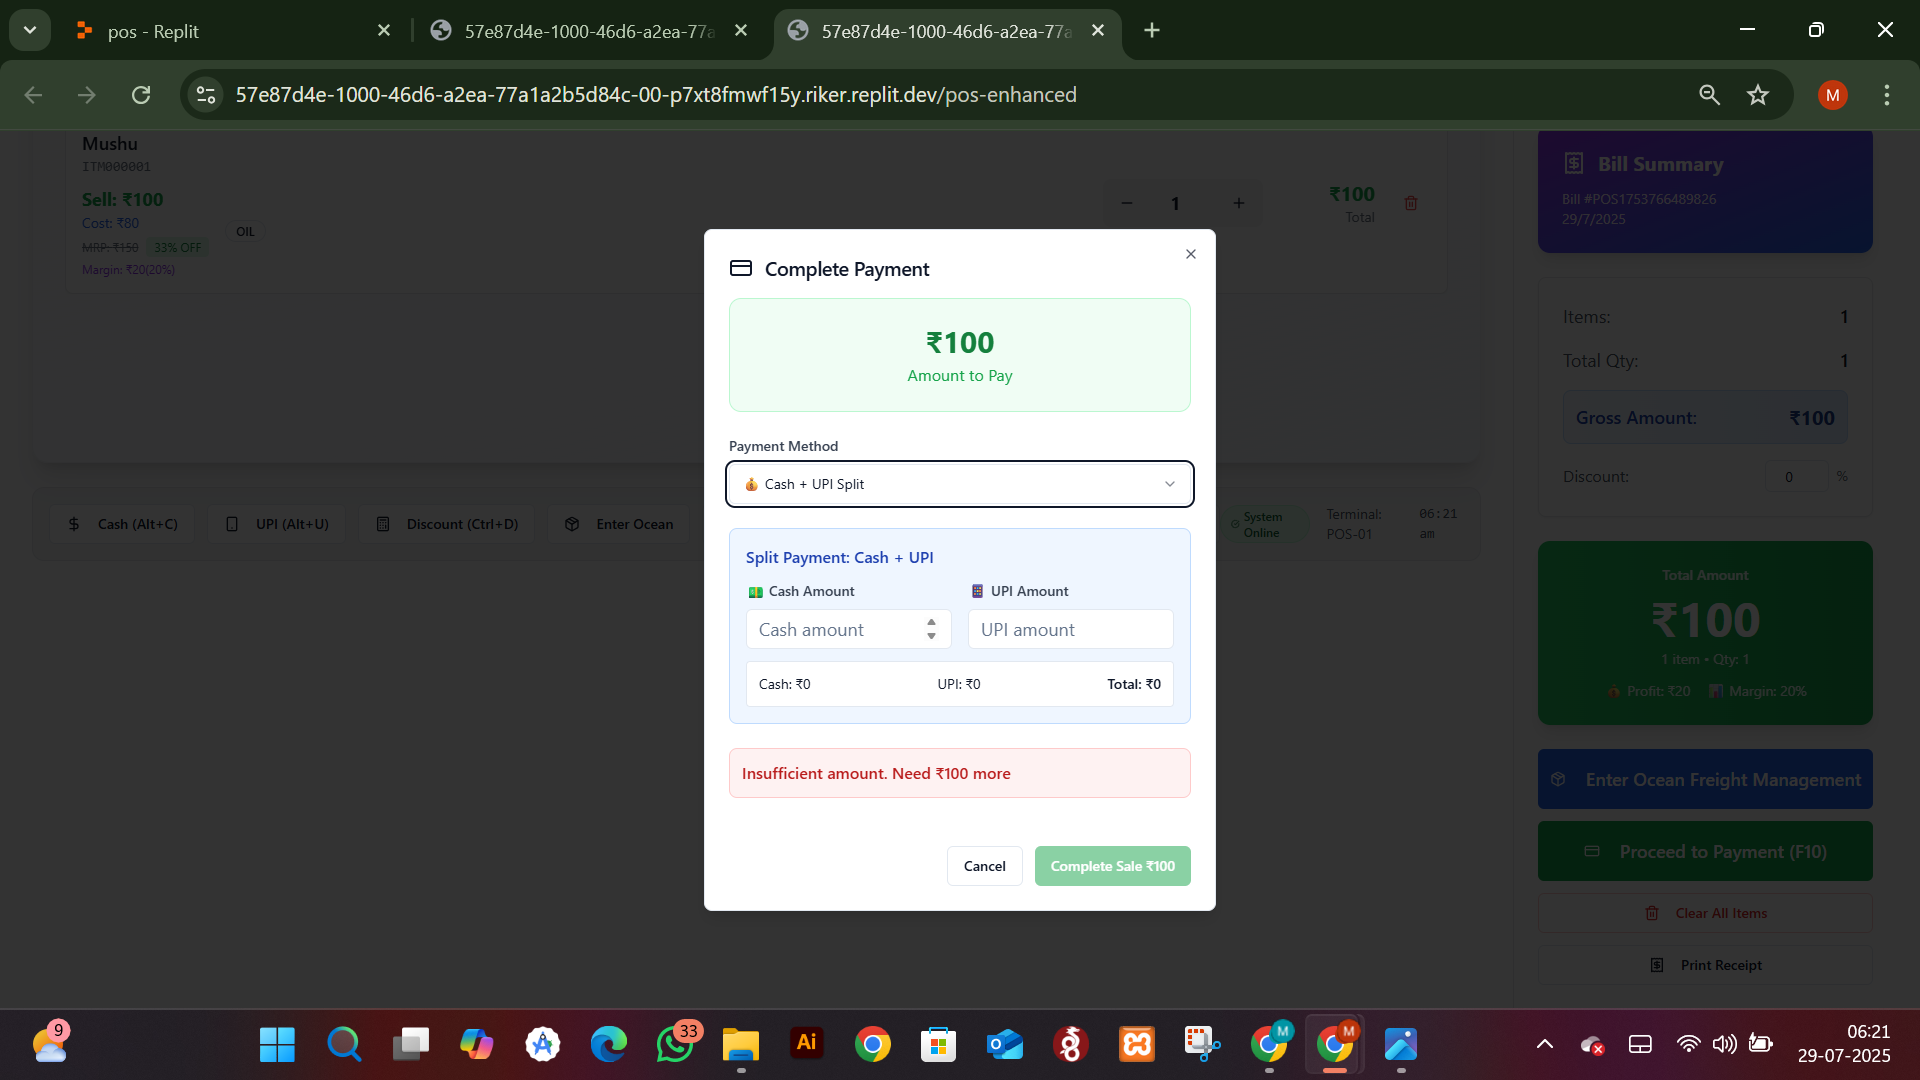 pos - Replit
57e87d4e-1000-46d6-a2ea-77a
57e87d4e-1000-46d6-a2ea-77a
57e87d4e-1000-46d6-a2ea-77a1a2b5d84c-00-p7xt8fmwf15y.riker.replit.dev/pos-enhanced
M
Mushu
ITM000001
Sell: ₹100
Cost: ₹80
MRP: ₹150 33% OFF
Margin: ₹20(20%)
OIL
1
₹100
Total
Cash (Alt+C)
UPI (Alt+U)
Discount (Ctrl+D)
Enter Ocean
System Online
Terminal: POS-01
06:21 am
Complete Payment
₹100
Amount to Pay
Payment Method
Cash + UPI Split
Split Payment: Cash + UPI
Cash Amount
UPI Amount
Cash amount
UPI amount
Cash: ₹0
UPI: ₹0
Total: ₹0
Insufficient amount. Need ₹100 more
Cancel
Complete Sale ₹100
Bill Summary
Bill #POS1753766489826
29/7/2025
Items: 1
Total Qty: 1
Gross Amount: ₹100
Discount: 0 %
Total Amount
₹100
1 item • Qty: 1
Profit: ₹20 Margin: 20%
Enter Ocean Freight Management
Proceed to Payment (F10)
Clear All Items
Print Receipt
9
33
Ai
M
M
06:21
29-07-2025